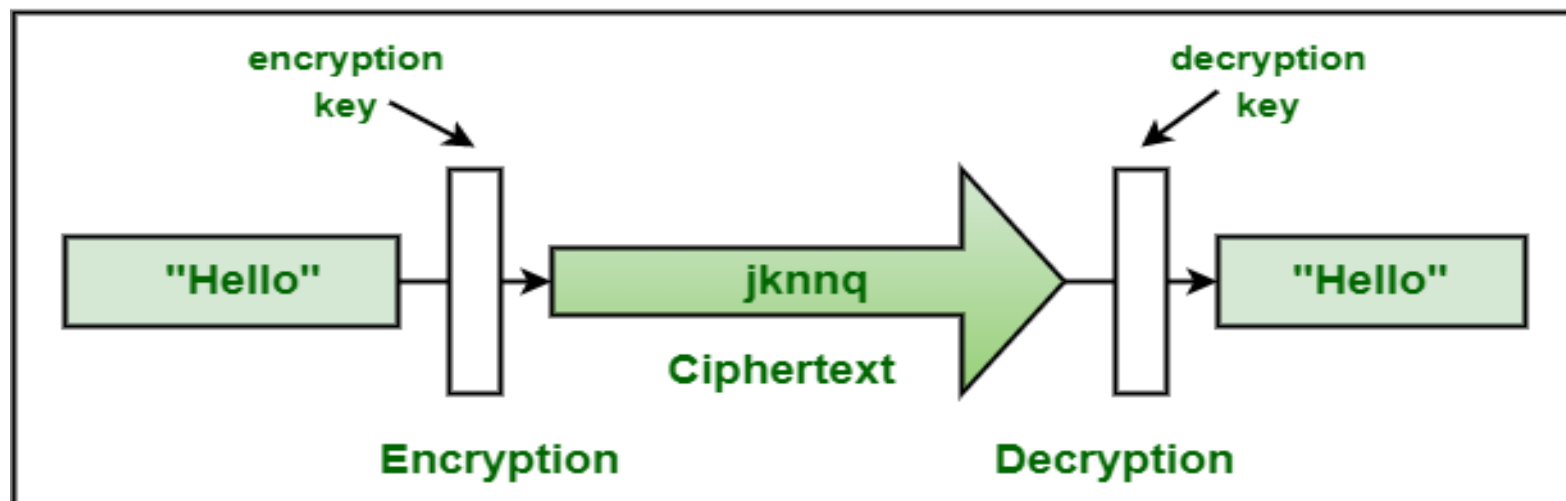 encryption
key
decryption
key
"Hello"
jknnq
"Hello"
Ciphertext
Encryption
Decryption